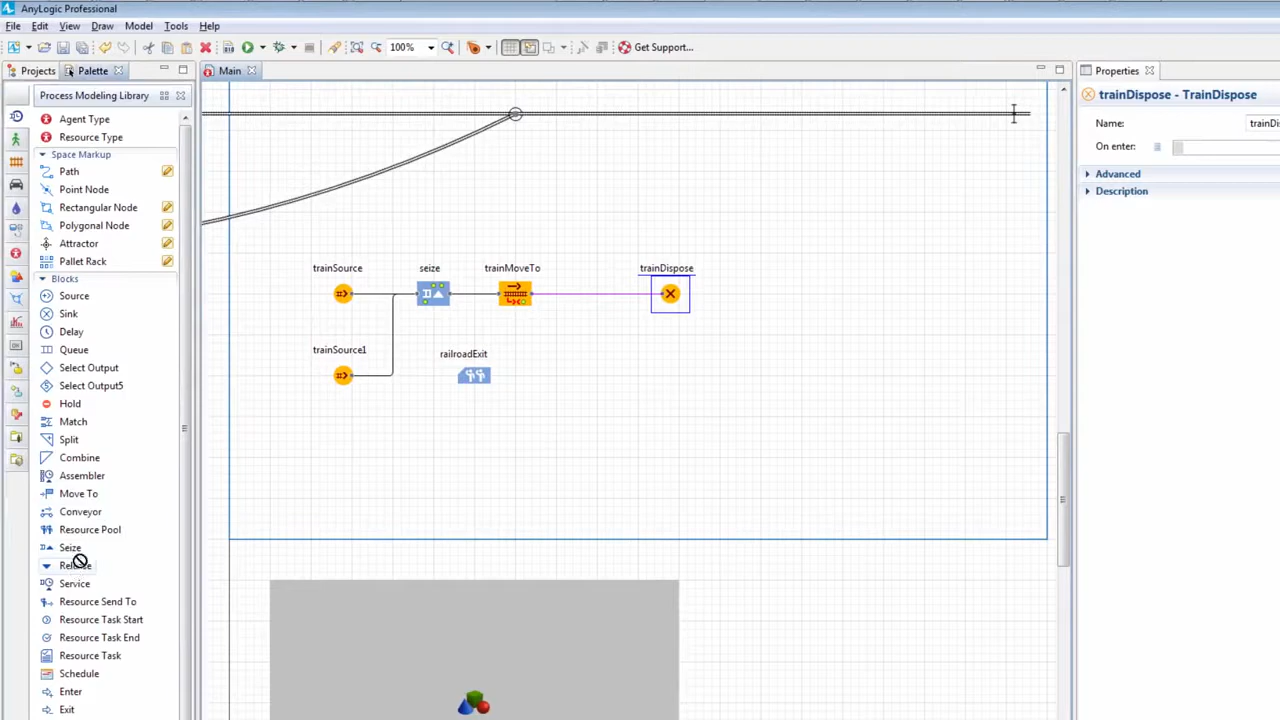 AnyLogic Professional
File Edit View Draw Model Tools Help
100% Get Support...
Projects Palette Main Properties
Process Modeling Library
Agent Type
Resource Type
Space Markup
Path
Point Node
Rectangular Node
Polygonal Node
Attractor
Pallet Rack
Blocks
Source
Sink
Delay
Queue
Select Output
Select Output5
Hold
Match
Split
Combine
Assembler
Move To
Conveyor
Resource Pool
Seize
Release
Service
Resource Send To
Resource Task Start
Resource Task End
Resource Task
Schedule
Enter
Exit
trainSource seize trainMoveTo trainDispose
trainSource1 railroadExit
trainDispose - TrainDispose
Name: trainDi
On enter:
Advanced
Description